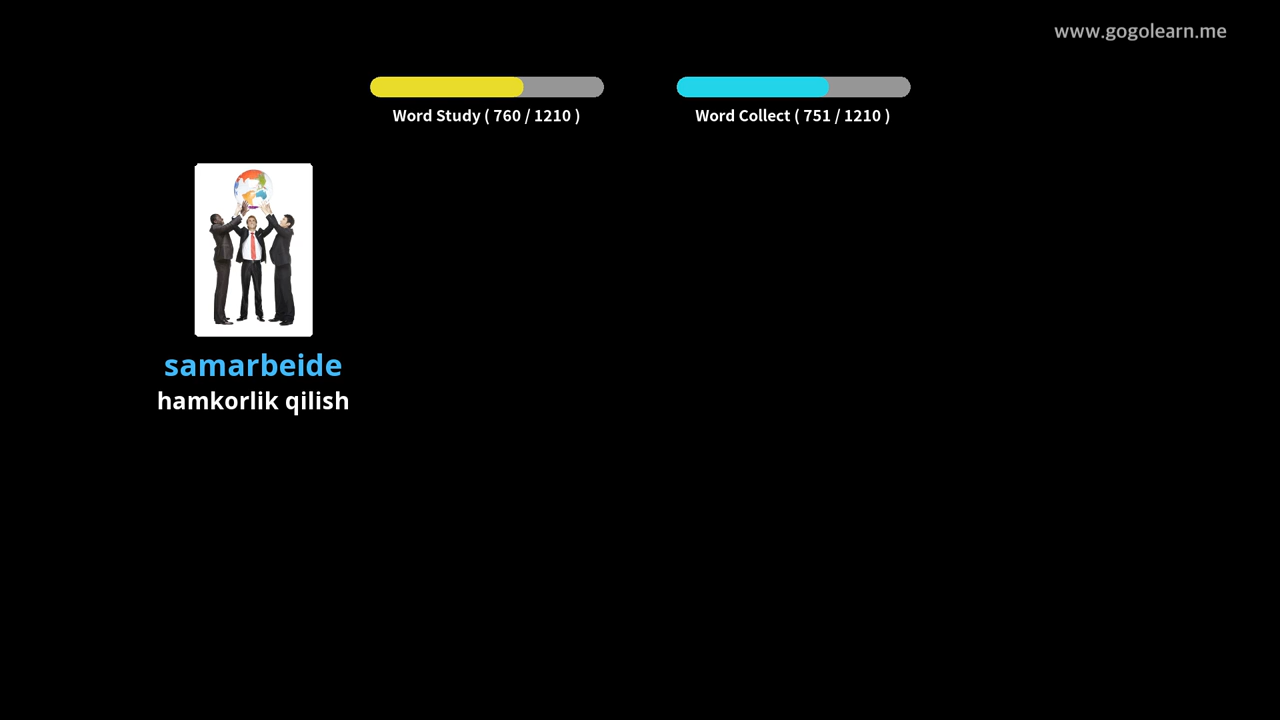 www.gogolearn.me
Word Study ( 760 / 1210 )
Word Collect ( 751 / 1210 )
samarbeide
hamkorlik qilish